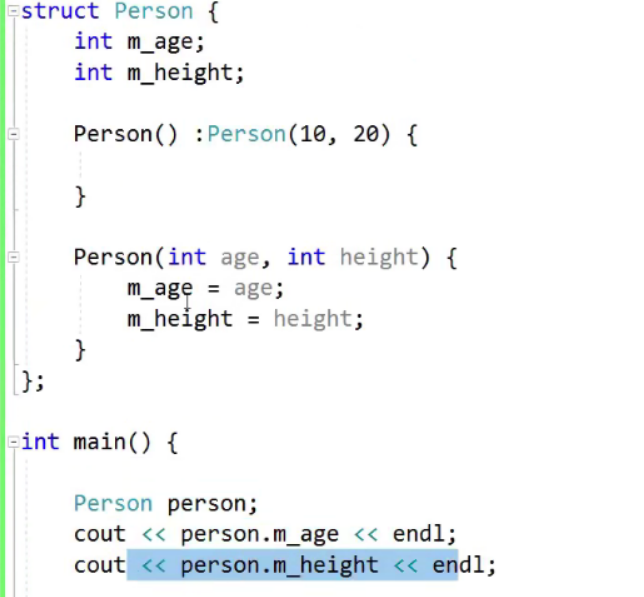 struct Person {
int m_age;
int m_height;
Person() :Person(10, 20) {
}
Person(int age, int height) {
m_age = age;
m_height = height;
}
};
int main() {
Person person;
cout << person.m_age << endl;
cout << person.m_height << endl;